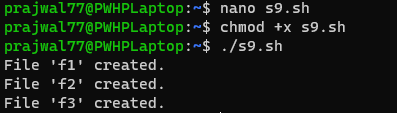 prajwal77@PWHPLaptop:~$ nano s9.sh
prajwal77@PWHPLaptop:~$ chmod +x s9.sh
prajwal77@PWHPLaptop:~$ ./s9.sh
File 'f1' created.
File 'f2' created.
File 'f3' created.